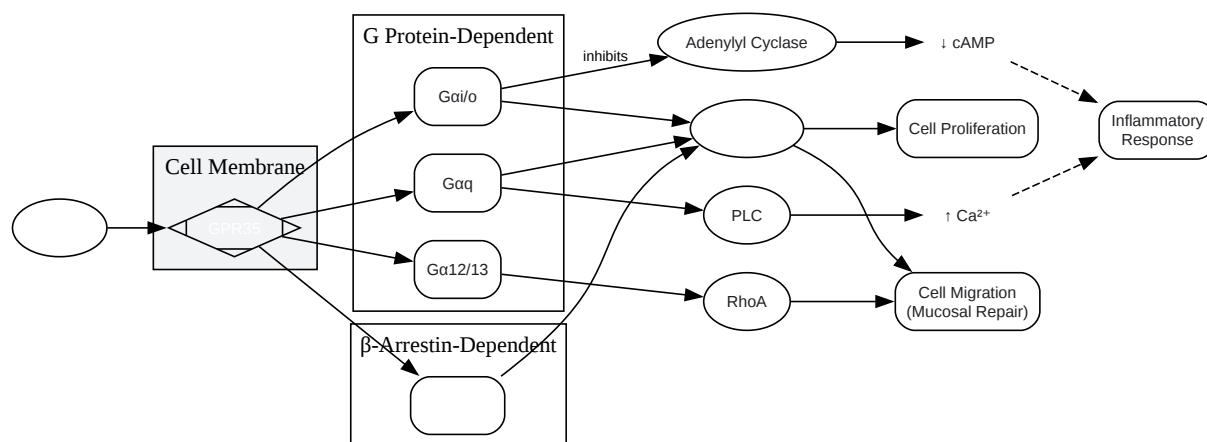 G Protein-Dependent
Adenylyl Cyclase
↓ cAMP
inhibits
Gαi/o
Cell Proliferation
Inflammatory
Response
Cell Membrane
Gαq
GPR35
PLC
↑ Ca²⁺
Gα12/13
RhoA
Cell Migration
(Mucosal Repair)
β-Arrestin-Dependent